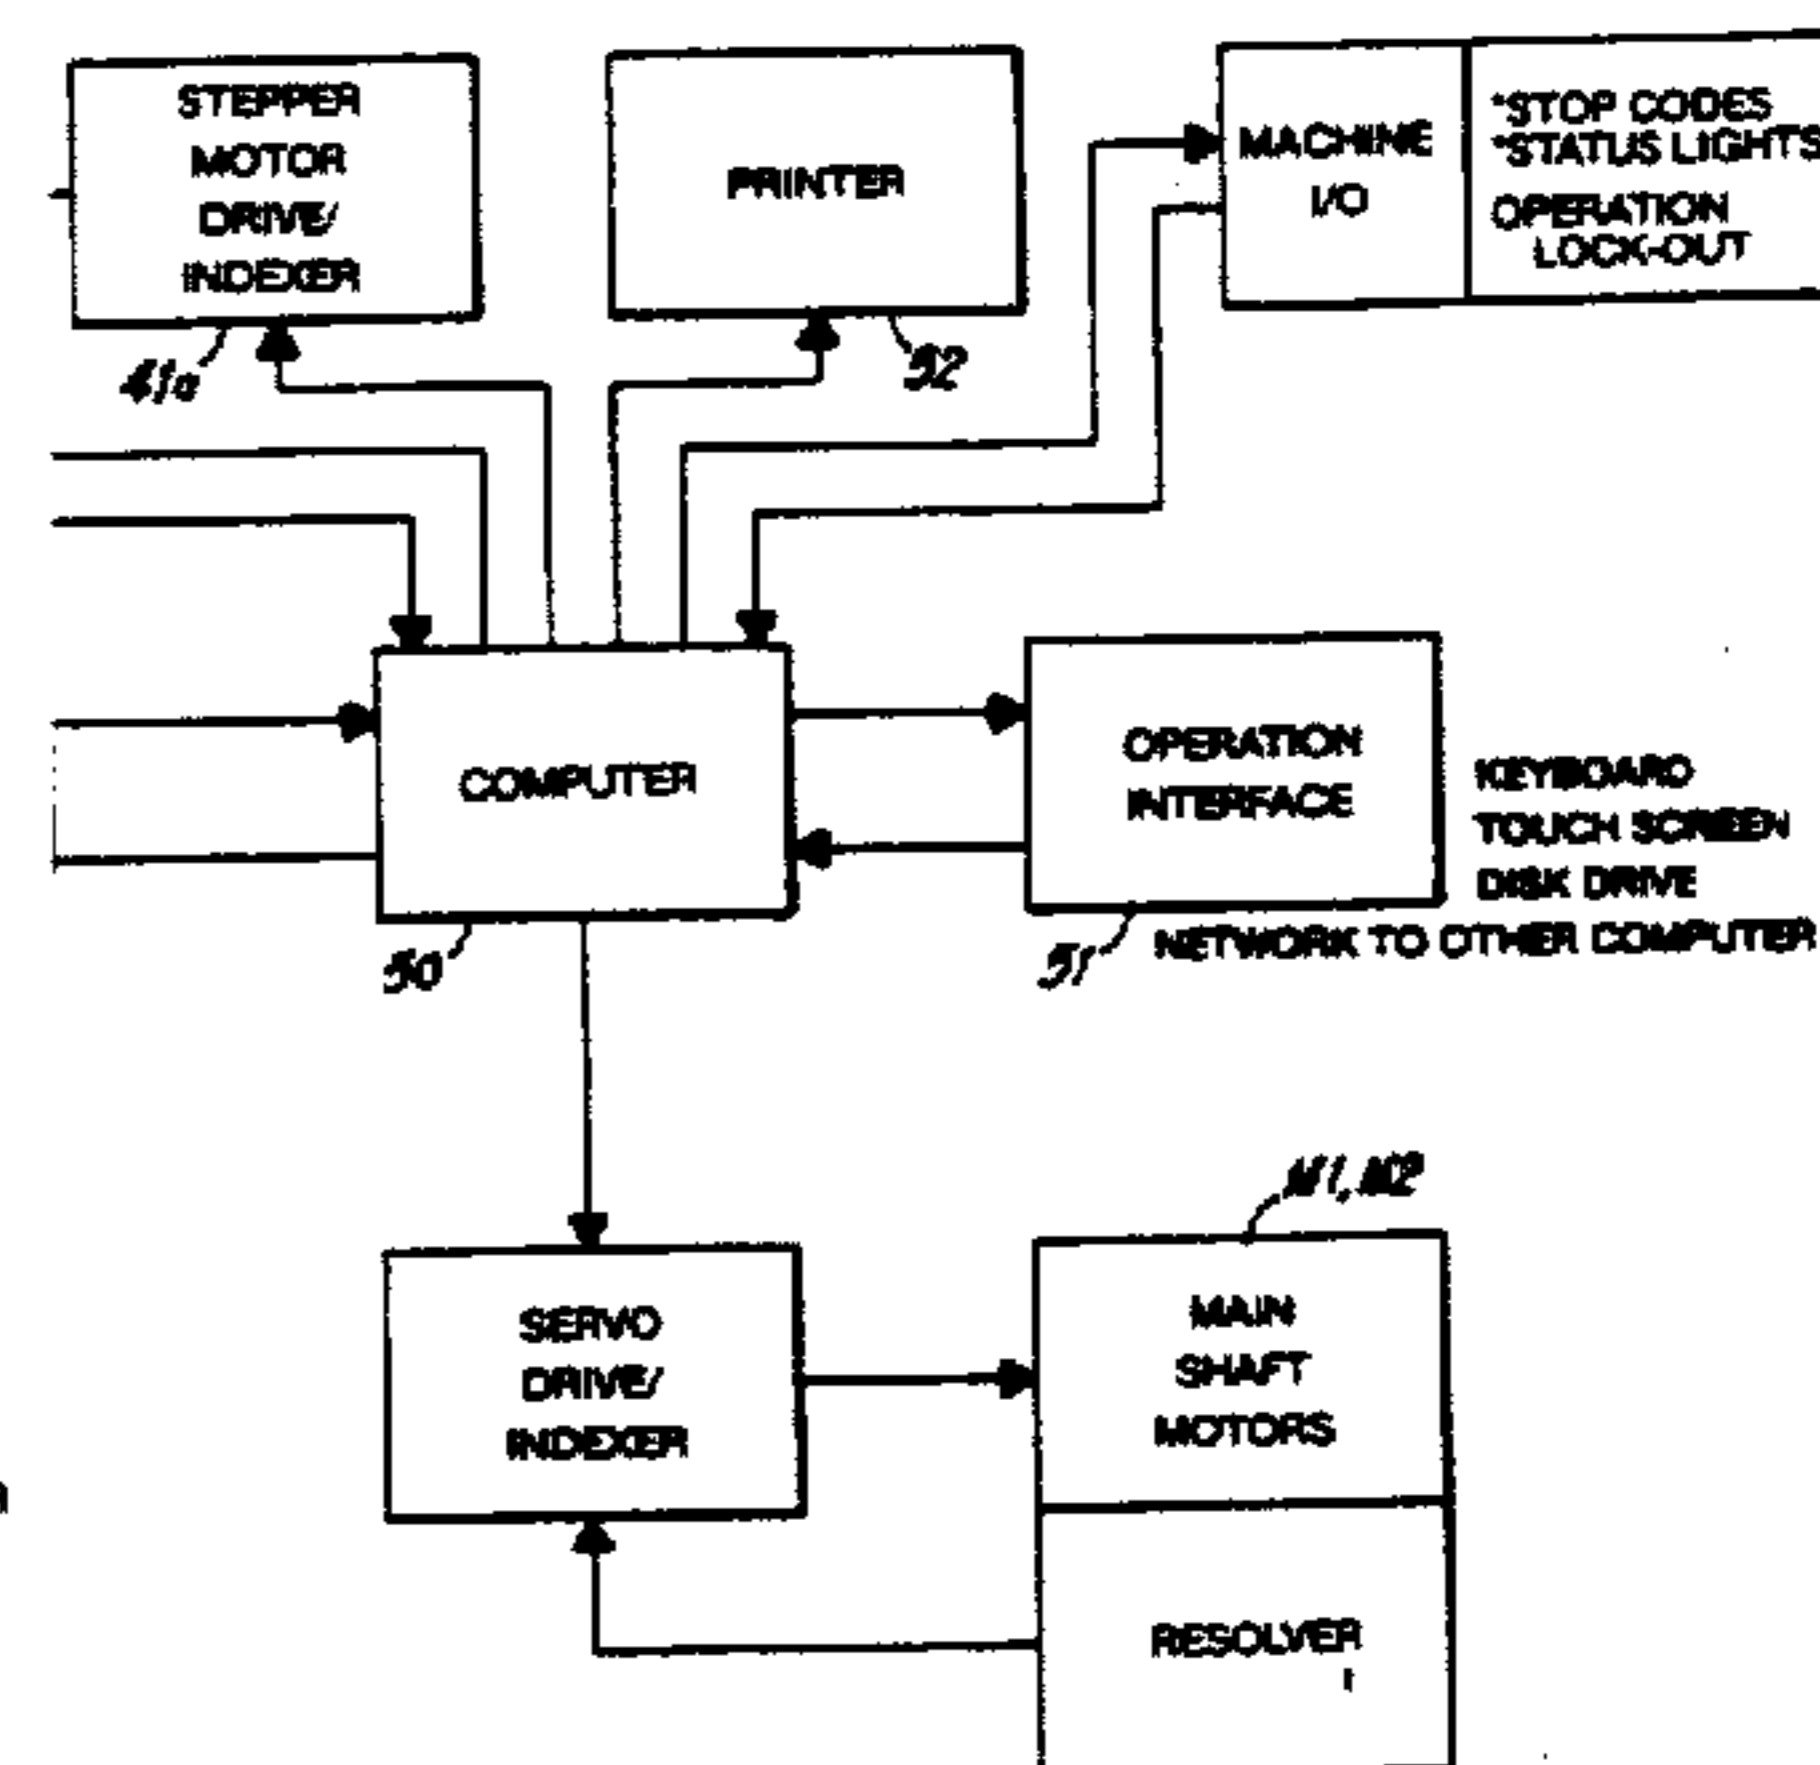 STEPPER
MOTOR
DRIVE/
INDEXER
PRINTER
MACHINE
I/O
*STOP CODES
*STATUS LIGHTS
OPERATION
LOCK-OUT
52
COMPUTER
OPERATION
INTERFACE
KEYBOARD
TOUCH SCREEN
DISK DRIVE
NETWORK TO OTHER COMPUTER
50
51
M1, M2
SERVO
DRIVE/
INDEXER
MAIN
SHAFT
MOTORS
RESOLVER